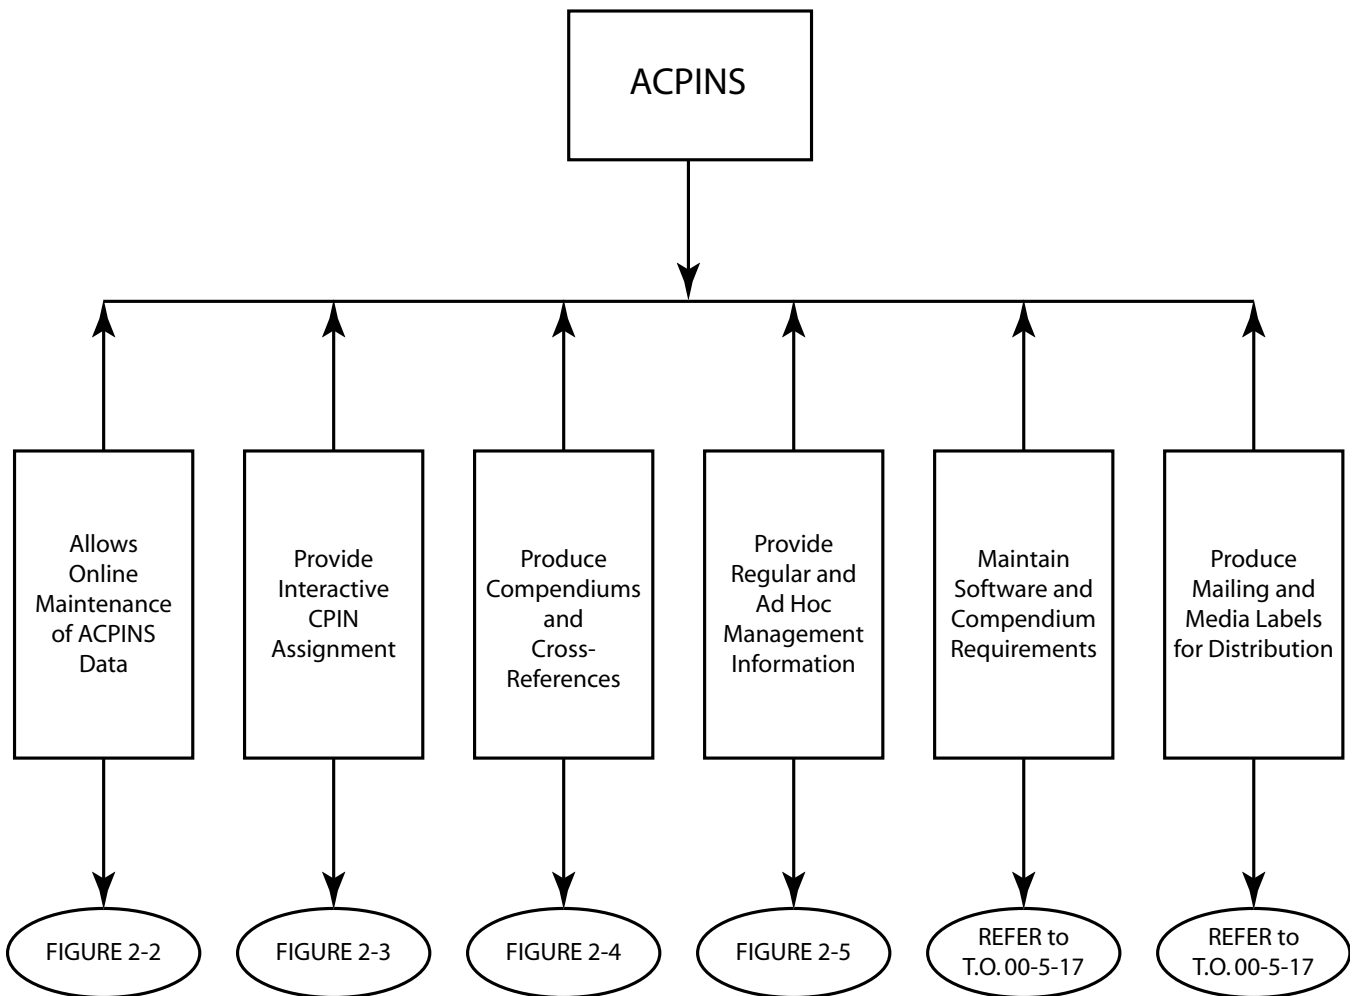 ACPINS
Allows
Online
Maintenance
of ACPINS
Data
Provide
Interactive
CPIN
Assignment
Produce
Compendiums
and
Cross-
References
Provide
Regular and
Ad Hoc
Management
Information
Maintain
Software and
Compendium
Requirements
Produce
Mailing and
Media Labels
for Distribution
FIGURE 2-2
FIGURE 2-3
FIGURE 2-4
FIGURE 2-5
REFER to
T.O. 00-5-17
REFER to
T.O. 00-5-17